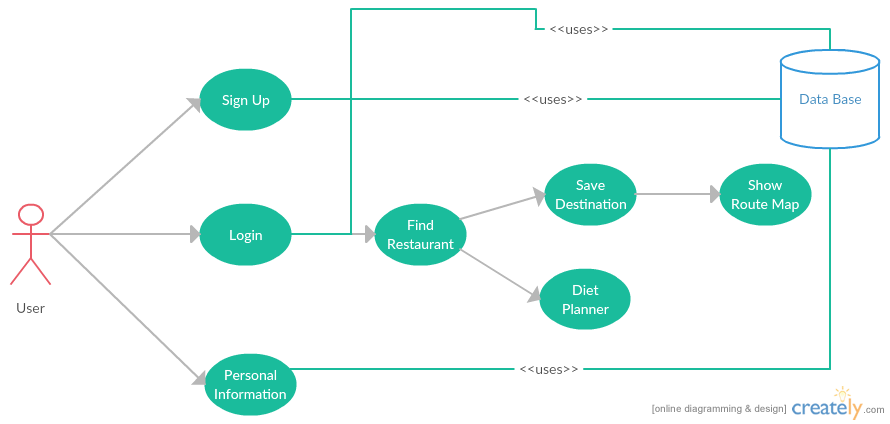 <<uses>>
Sign Up
<<uses>>
Data Base
Save
Destination
Show
Route Map
Login
Find
Restaurant
User
Diet
Planner
Personal
Information
<<uses>>
[online diagramming & design] creately.com